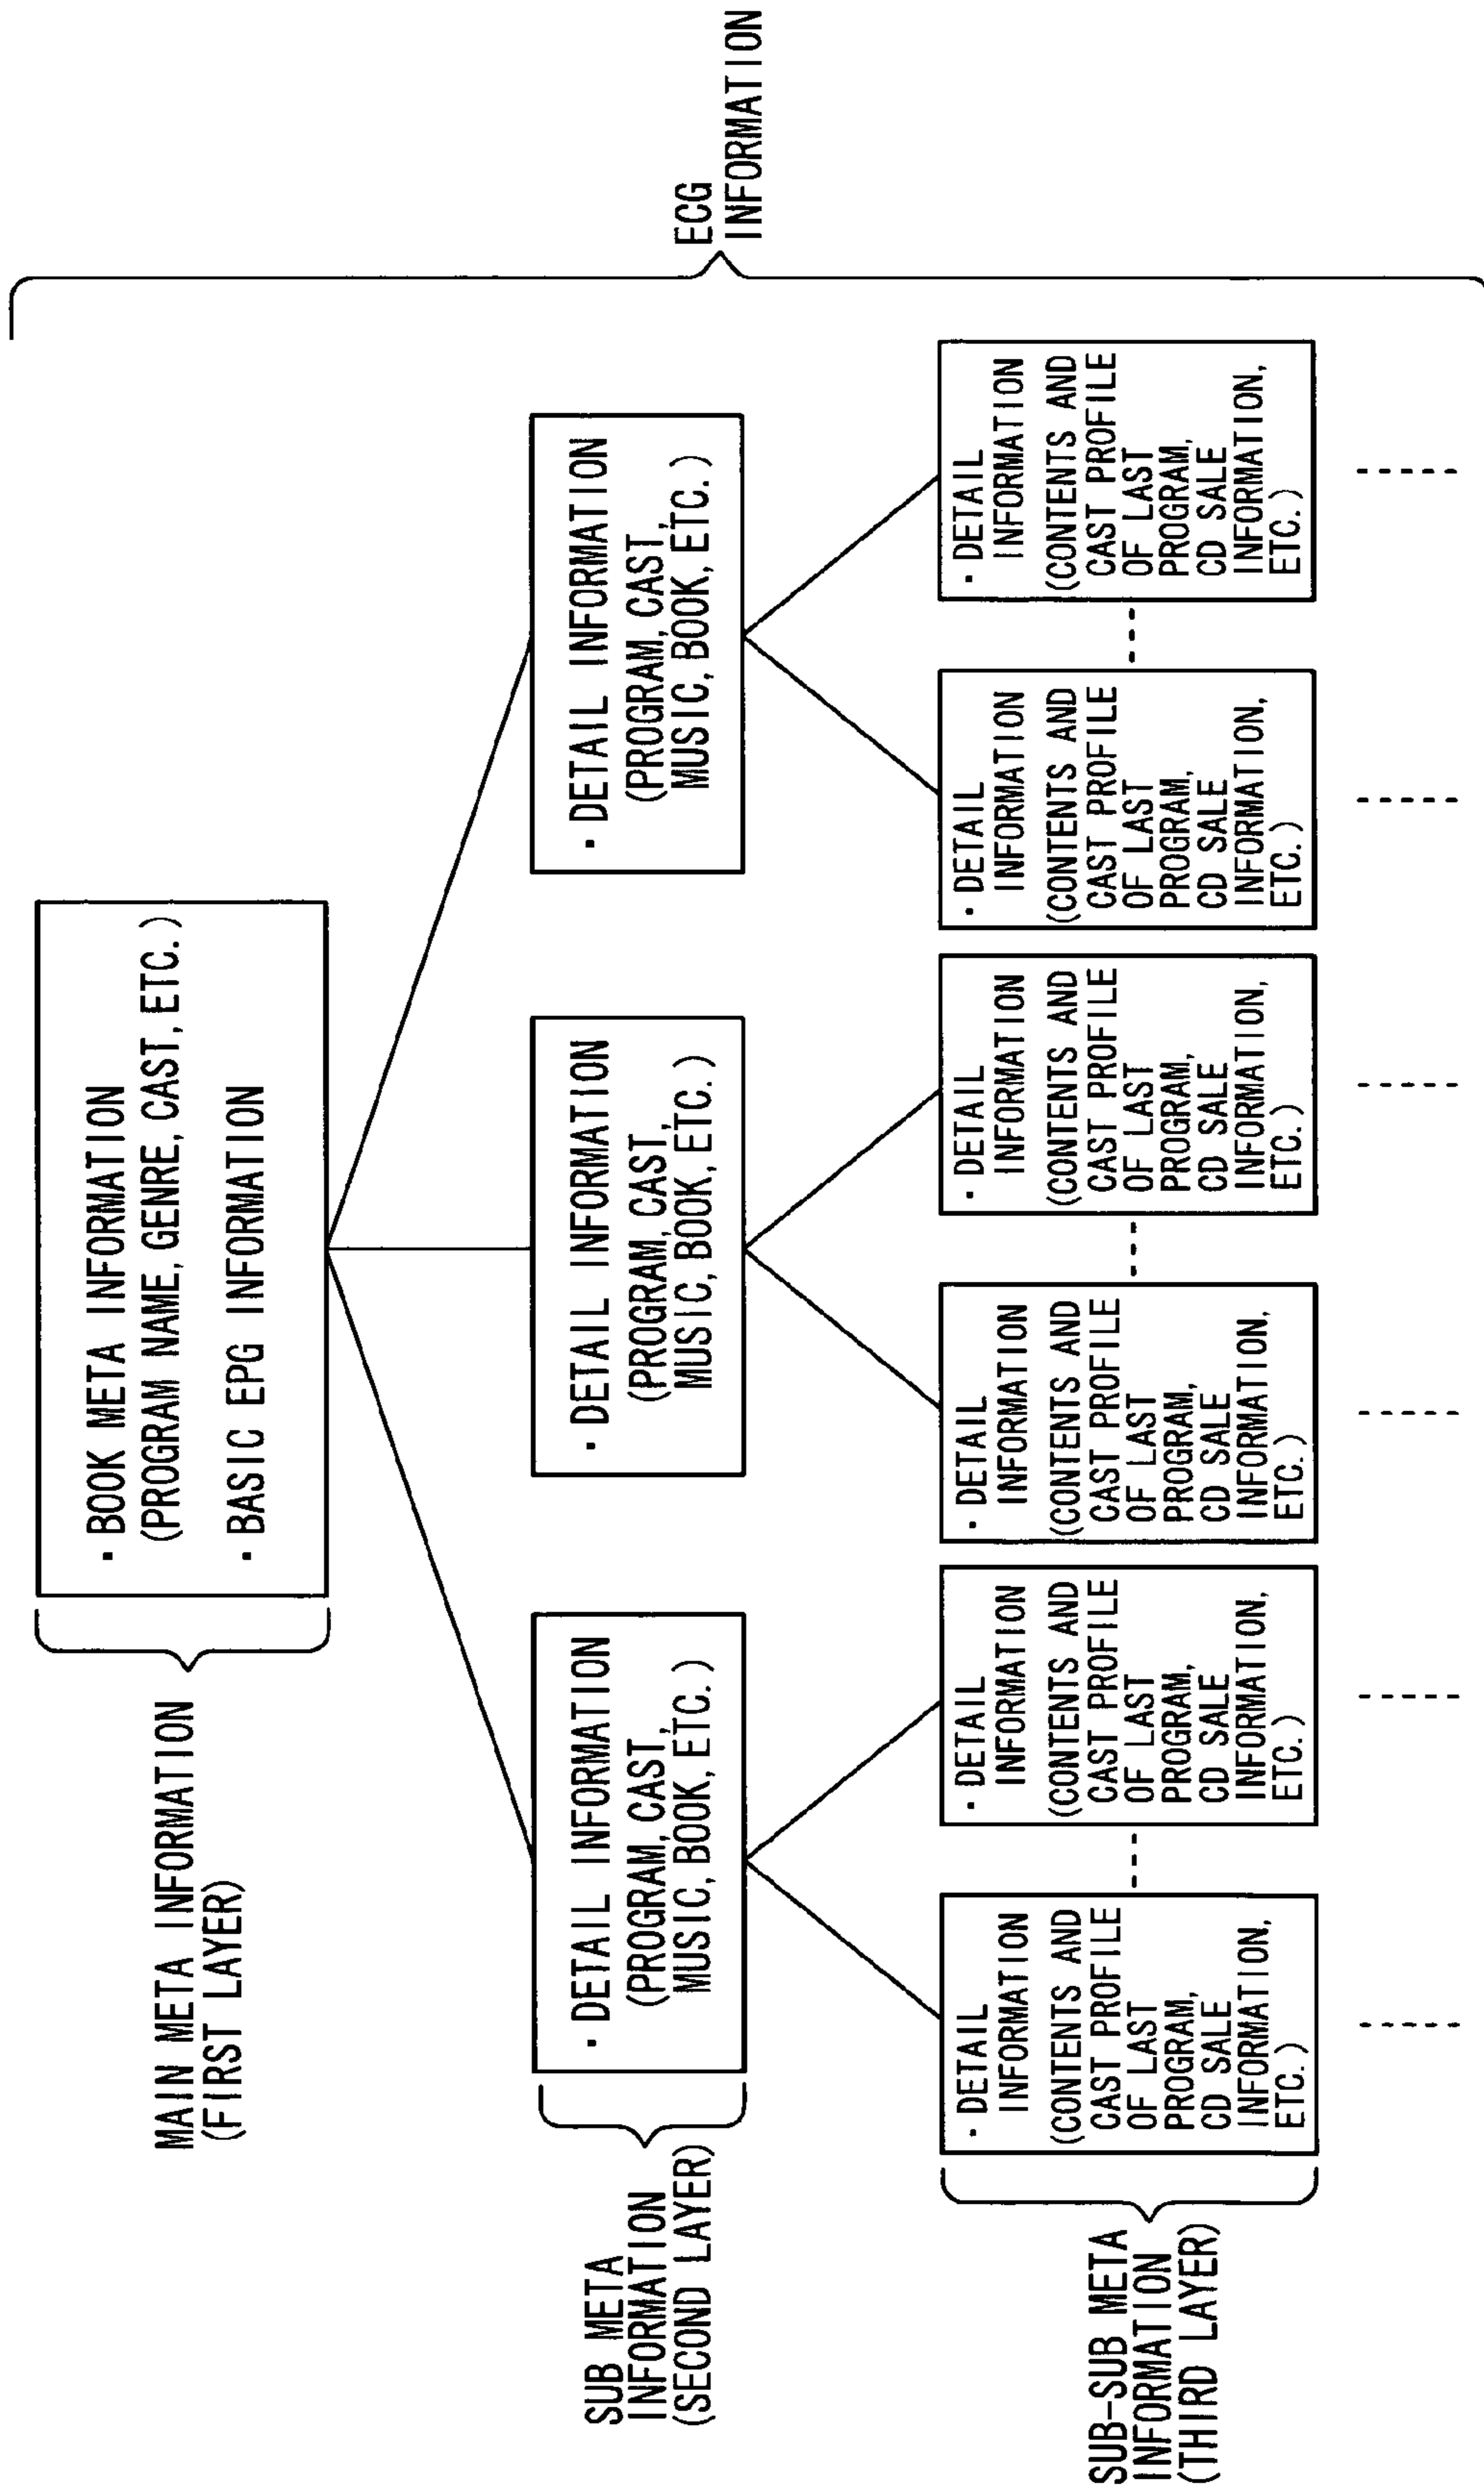 MAIN META INFORMATION
(FIRST LAYER)
・BOOK META INFORMATION
(PROGRAM NAME, GENRE, CAST, ETC.)
・BASIC EPG INFORMATION
SUB META
INFORMATION
(SECOND LAYER)
・DETAIL INFORMATION
(PROGRAM, CAST,
MUSIC, BOOK, ETC.)
・DETAIL INFORMATION
(PROGRAM, CAST,
MUSIC, BOOK, ETC.)
・DETAIL INFORMATION
(PROGRAM, CAST,
MUSIC, BOOK, ETC.)
SUB-SUB META
INFORMATION
(THIRD LAYER)
・DETAIL
INFORMATION
(CONTENTS AND
CAST PROFILE
OF LAST
PROGRAM,
CD SALE
INFORMATION,
ETC.)
・DETAIL
INFORMATION
(CONTENTS AND
CAST PROFILE
OF LAST
PROGRAM,
CD SALE
INFORMATION,
ETC.)
・DETAIL
INFORMATION
(CONTENTS AND
CAST PROFILE
OF LAST
PROGRAM,
CD SALE
INFORMATION,
ETC.)
・DETAIL
INFORMATION
(CONTENTS AND
CAST PROFILE
OF LAST
PROGRAM,
CD SALE
INFORMATION,
ETC.)
・DETAIL
INFORMATION
(CONTENTS AND
CAST PROFILE
OF LAST
PROGRAM,
CD SALE
INFORMATION,
ETC.)
・DETAIL
INFORMATION
(CONTENTS AND
CAST PROFILE
OF LAST
PROGRAM,
CD SALE
INFORMATION,
ETC.)
ECG
INFORMATION